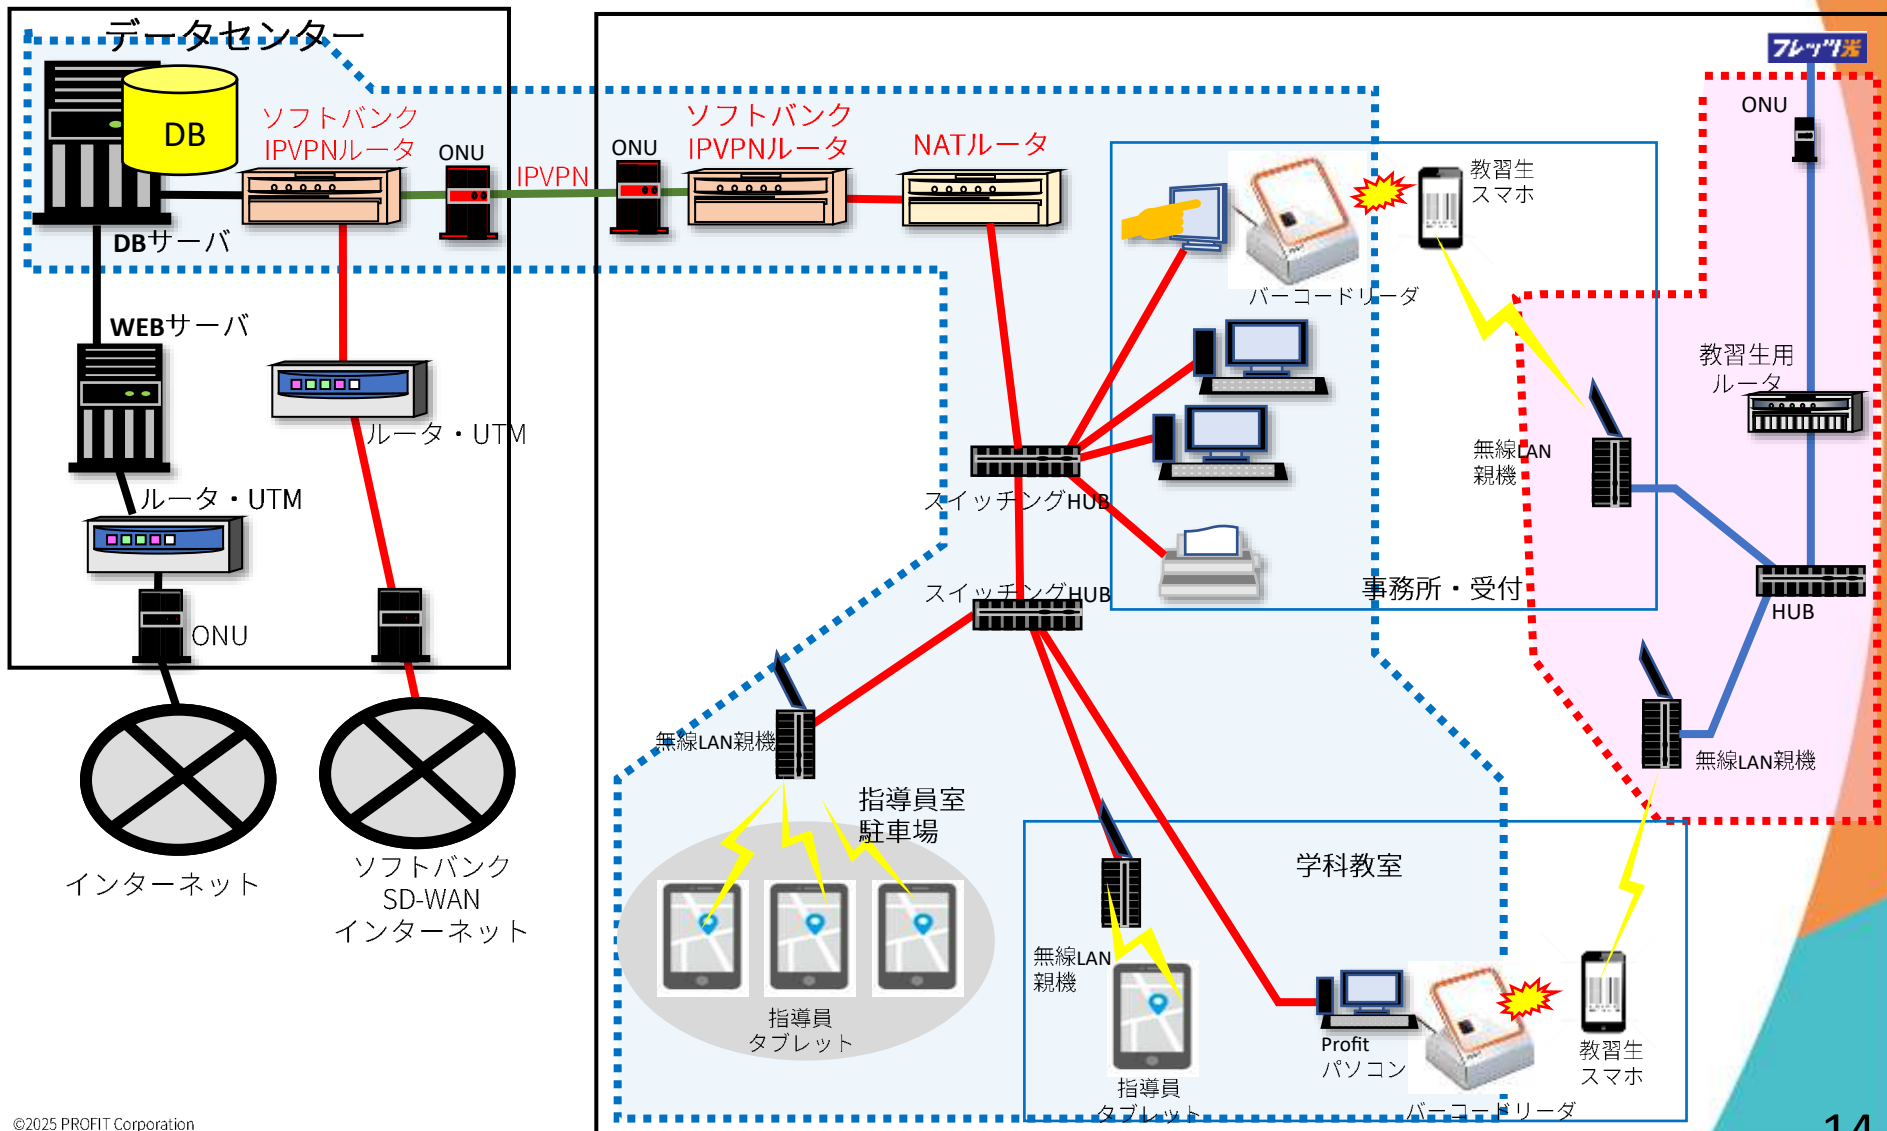 データセンター
DB
ソフトバンク
IPVPNルータ
ONU
IPVPN
ONU
ソフトバンク
IPVPNルータ
NATルータ
フレッツ光
ONU
教習生
スマホ
DBサーバ
バーコードリーダ
WEBサーバ
教習生用
ルータ
ルータ・UTM
無線LAN
親機
ルータ・UTM
スイッチングHUB
スイッチングHUB
事務所・受付
HUB
ONU
無線LAN親機
無線LAN親機
指導員室
駐車場
学科教室
インターネット
ソフトバンク
SD-WAN
インターネット
無線LAN
親機
指導員
タブレット
Profit
パソコン
教習生
スマホ
指導員
タブレット
バーコードリーダ
©2025 PROFIT Corporation
14